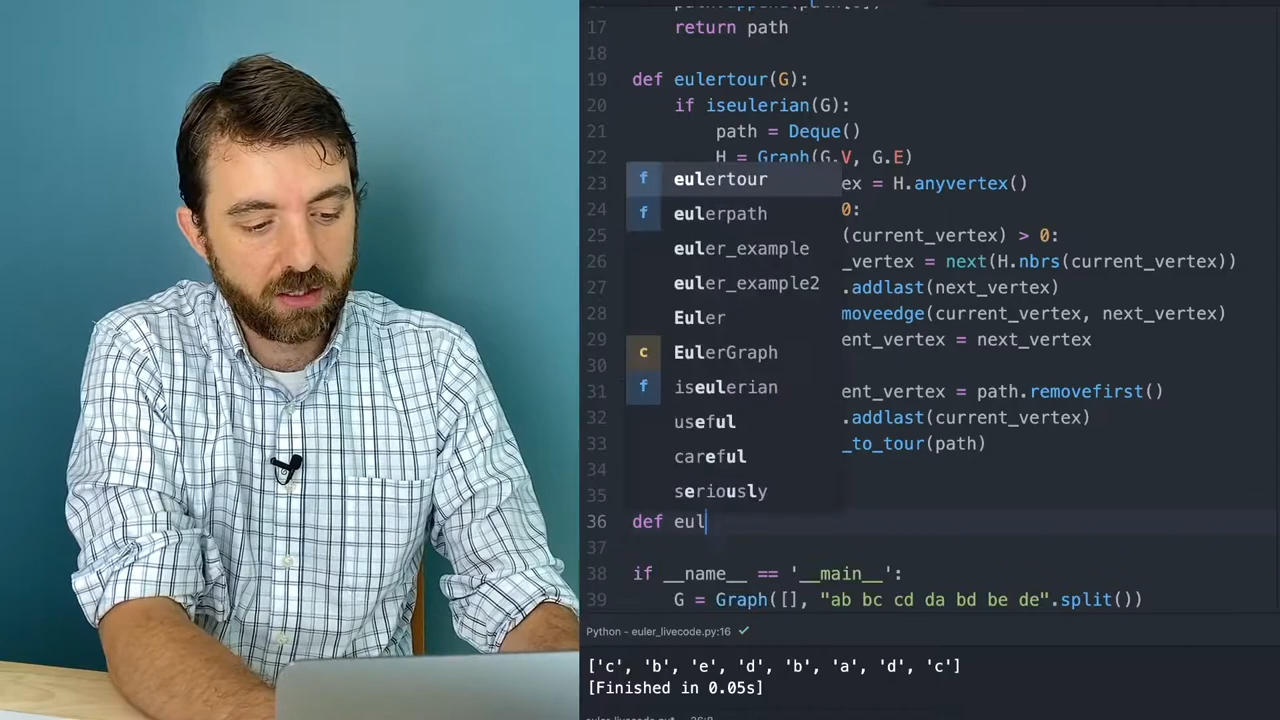 17 return path
18
19 def eulertour(G):
20 if iseulerian(G):
21 path = Deque()
22 H = Graph(G.V, G.E)
23 ex = H.anyvertex()
24 0:
25 (current_vertex) > 0:
26 _vertex = next(H.nbrs(current_vertex))
27 .addlast(next_vertex)
28 moveedge(current_vertex, next_vertex)
29 ent_vertex = next_vertex
30
31 ent_vertex = path.removefirst()
32 .addlast(current_vertex)
33 _to_tour(path)
34
35
36 def eul
37
38 if __name__ == '__main__':
39 G = Graph([], "ab bc cd da bd be de".split())
f eulertour
f eulerpath
euler_example
euler_example2
Euler
c EulerGraph
f iseulerian
useful
careful
seriously
Python - euler_livecode.py:16 ✓
['c', 'b', 'e', 'd', 'b', 'a', 'd', 'c']
[Finished in 0.05s]